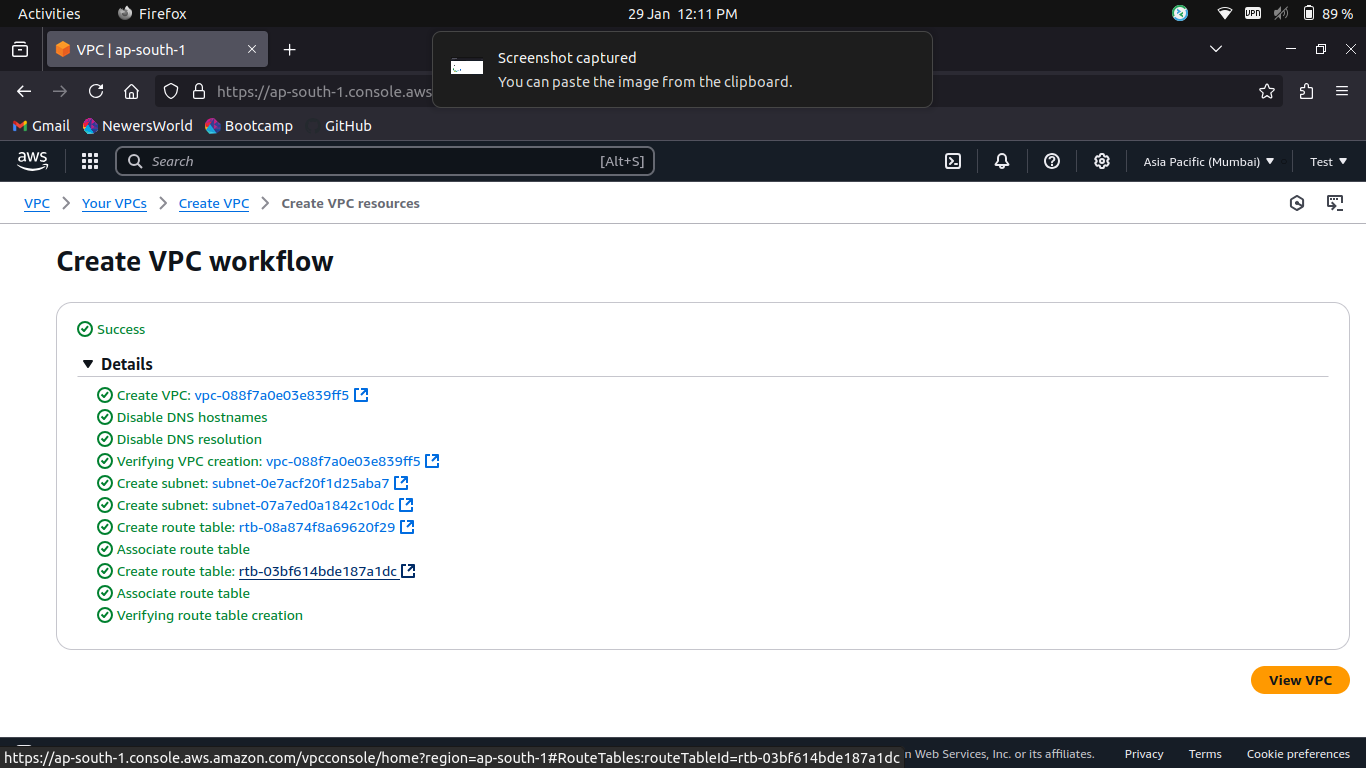 Activities Firefox 29 Jan 12:11 PM VPN 89 %
VPC | ap-south-1
Screenshot captured
You can paste the image from the clipboard.
https://ap-south-1.console.aws
Gmail NewersWorld Bootcamp GitHub
aws Search [Alt+S] Asia Pacific (Mumbai) Test
VPC Your VPCs Create VPC Create VPC resources
Create VPC workflow
Success
Details
Create VPC: vpc-088f7a0e03e839ff5
Disable DNS hostnames
Disable DNS resolution
Verifying VPC creation: vpc-088f7a0e03e839ff5
Create subnet: subnet-0e7acf20f1d25aba7
Create subnet: subnet-07a7ed0a1842c10dc
Create route table: rtb-08a874f8a69620f29
Associate route table
Create route table: rtb-03bf614bde187a1dc
Associate route table
Verifying route table creation
View VPC
https://ap-south-1.console.aws.amazon.com/vpcconsole/home?region=ap-south-1#RouteTables:routeTableId=rtb-03bf614bde187a1dc
n Web Services, Inc. or its affiliates. Privacy Terms Cookie preferences